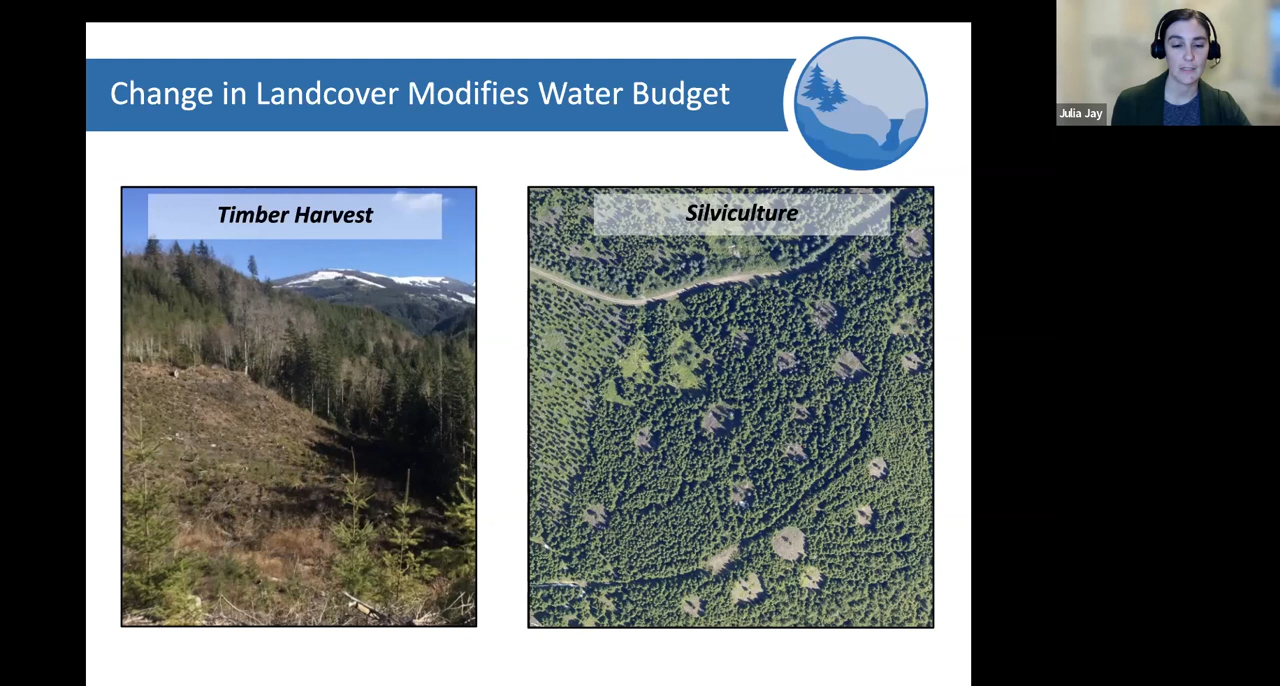 Change in Landcover Modifies Water Budget
Julia Jay
Timber Harvest
Silviculture